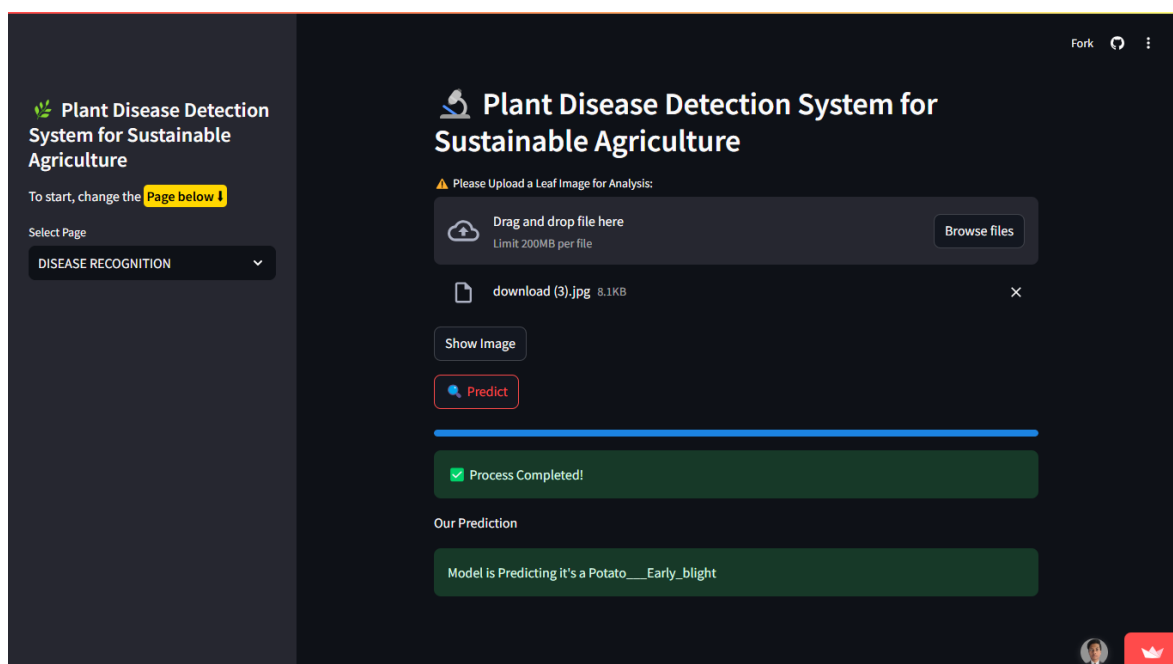 Fork
🌿 Plant Disease Detection
System for Sustainable
Agriculture
To start, change the Page below ⬇
Select Page
DISEASE RECOGNITION
🔬 Plant Disease Detection System for
Sustainable Agriculture
⚠️ Please Upload a Leaf Image for Analysis:
Drag and drop file here
Limit 200MB per file
Browse files
download (3).jpg 8.1KB
Show Image
🔍 Predict
✅ Process Completed!
Our Prediction
Model is Predicting it's a Potato___Early_blight